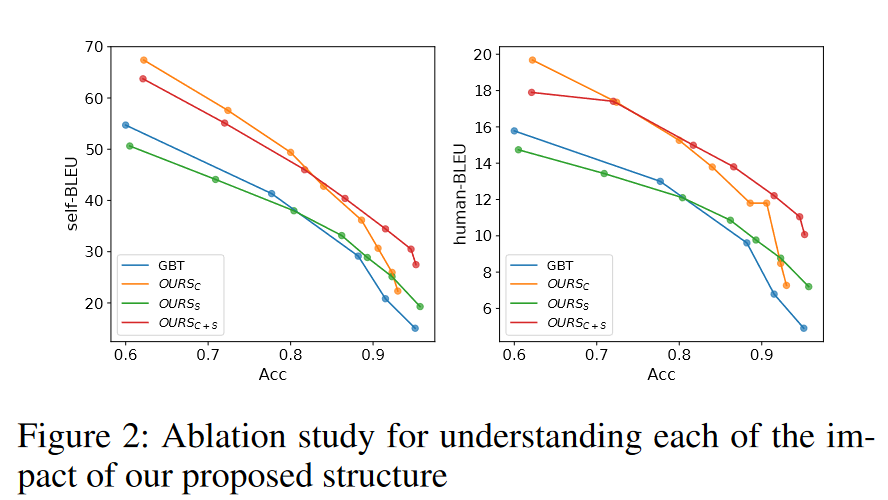 70
60
50
40
30
20
self-BLEU
GBT
OURS_C
OURS_S
OURS_{C+S}
0.6 0.7 0.8 0.9
Acc
20
18
16
14
12
10
8
6
human-BLEU
GBT
OURS_C
OURS_S
OURS_{C+S}
0.6 0.7 0.8 0.9
Acc
Figure 2: Ablation study for understanding each of the im-
pact of our proposed structure